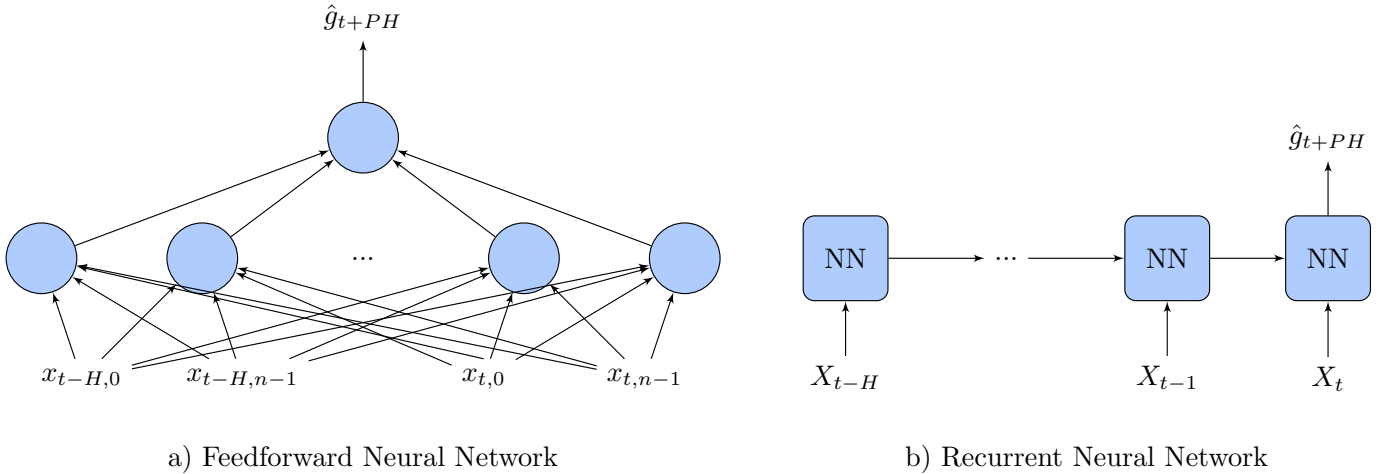 ĝ_{t+PH}
...
x_{t−H,0} x_{t−H,n−1} x_{t,0} x_{t,n−1}
a) Feedforward Neural Network
ĝ_{t+PH}
NN ... NN NN
X_{t−H} X_{t−1} X_t
b) Recurrent Neural Network